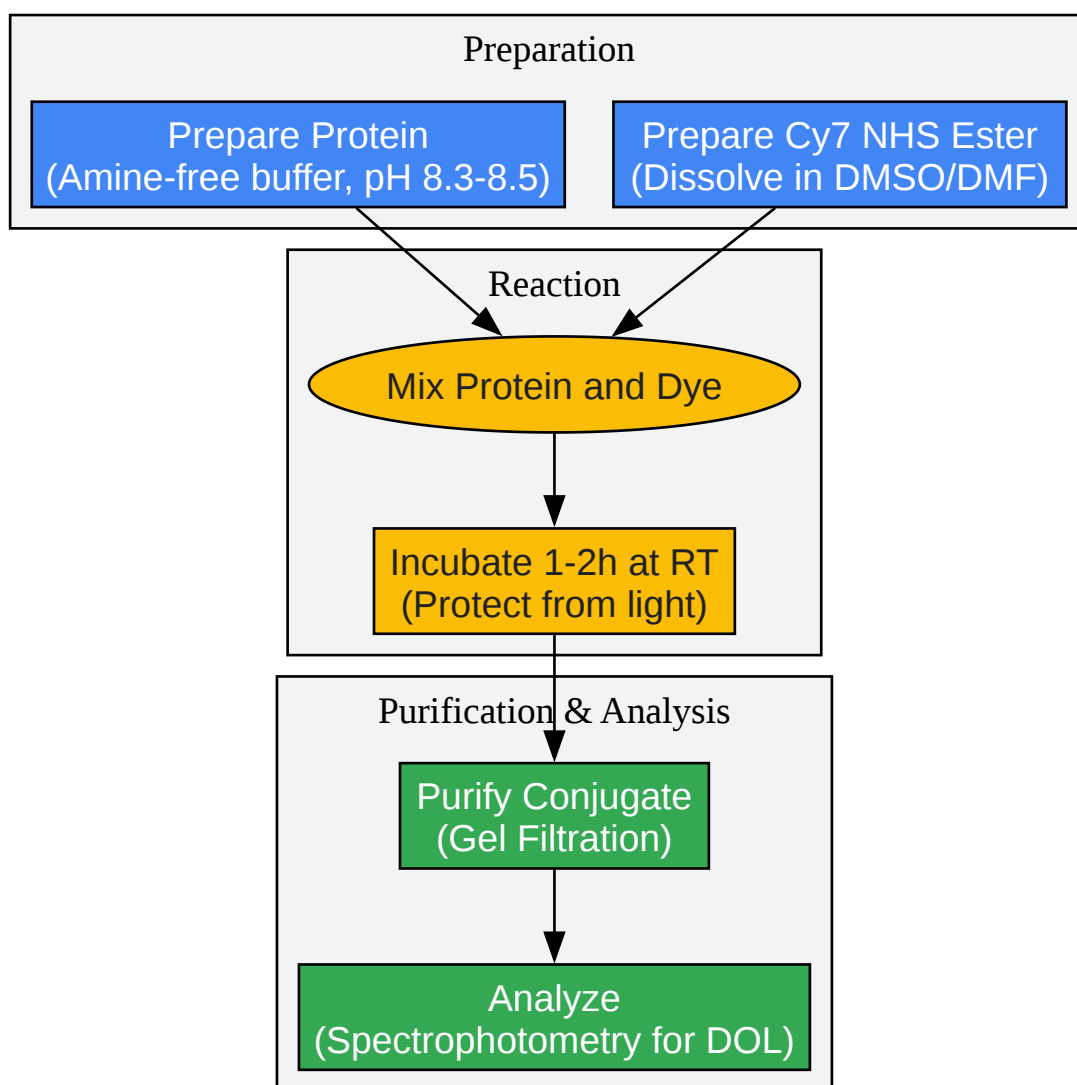 Preparation
Prepare Protein
(Amine-free buffer, pH 8.3-8.5)
Prepare Cy7 NHS Ester
(Dissolve in DMSO/DMF)
Reaction
Mix Protein and Dye
Incubate 1-2h at RT
(Protect from light)
Purification & Analysis
Purify Conjugate
(Gel Filtration)
Analyze
(Spectrophotometry for DOL)